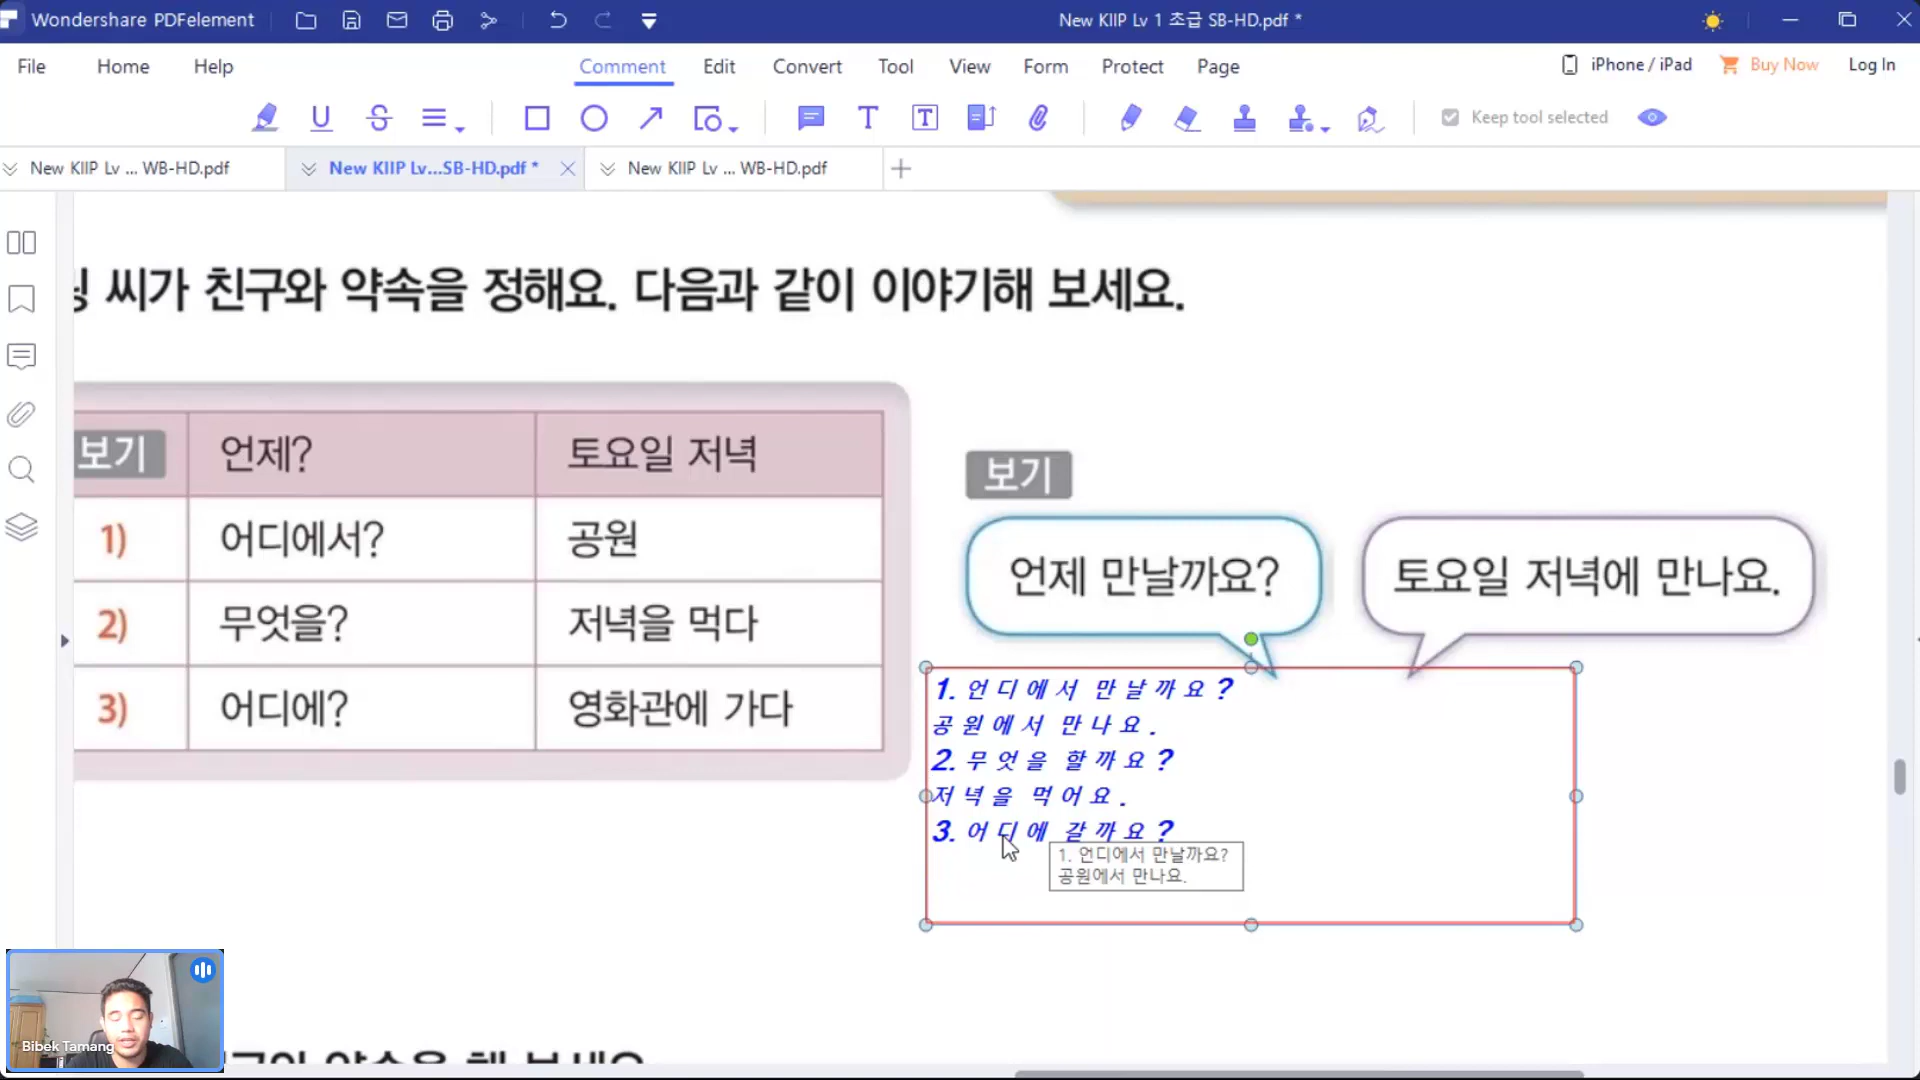 Wondershare PDFelement
New KIIP Lv 1 초급 SB-HD.pdf *
File Home Help Comment Edit Convert Tool View Form Protect Page iPhone / iPad Buy Now Log In
Keep tool selected
New KIIP Lv ... WB-HD.pdf
New KIIP Lv...SB-HD.pdf *
New KIIP Lv ... WB-HD.pdf
씨가 친구와 약속을 정해요. 다음과 같이 이야기해 보세요.
보기 언제? 토요일 저녁
1) 어디에서? 공원
2) 무엇을? 저녁을 먹다
3) 어디에? 영화관에 가다
보기
언제 만날까요?
토요일 저녁에 만나요.
1. 언디에서 만날까요?
공원에서 만나요.
2. 무엇을 할까요?
저녁을 먹어요.
3. 어디에 갈까요?
1. 언디에서 만날까요?
공원에서 만나요.
Bibek Tamang
약속을 해 보세요